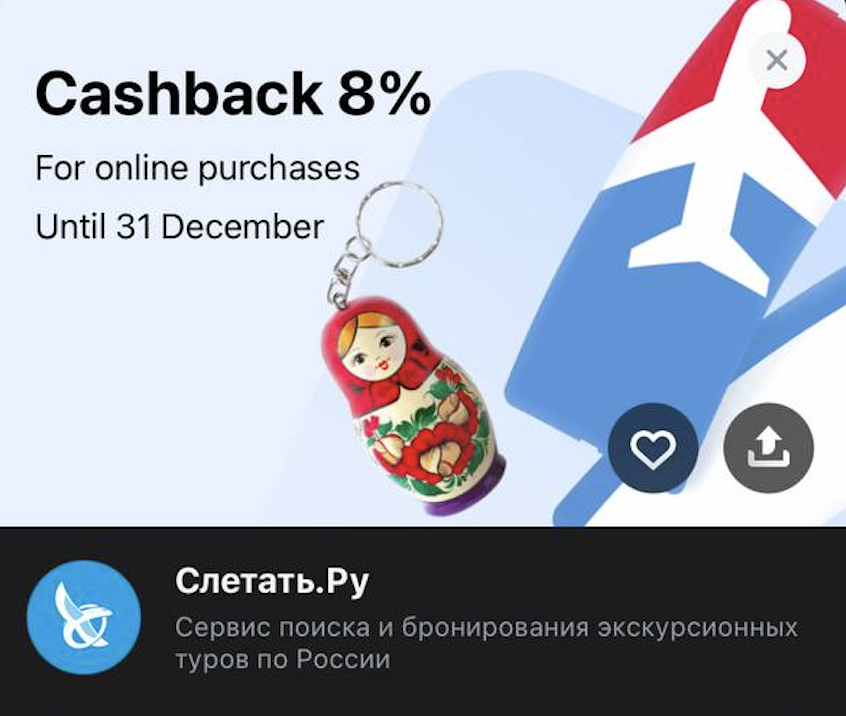 Cashback 8%
For online purchases
Until 31 December
Слетать.Ру
Сервис поиска и бронирования экскурсионных
туров по России